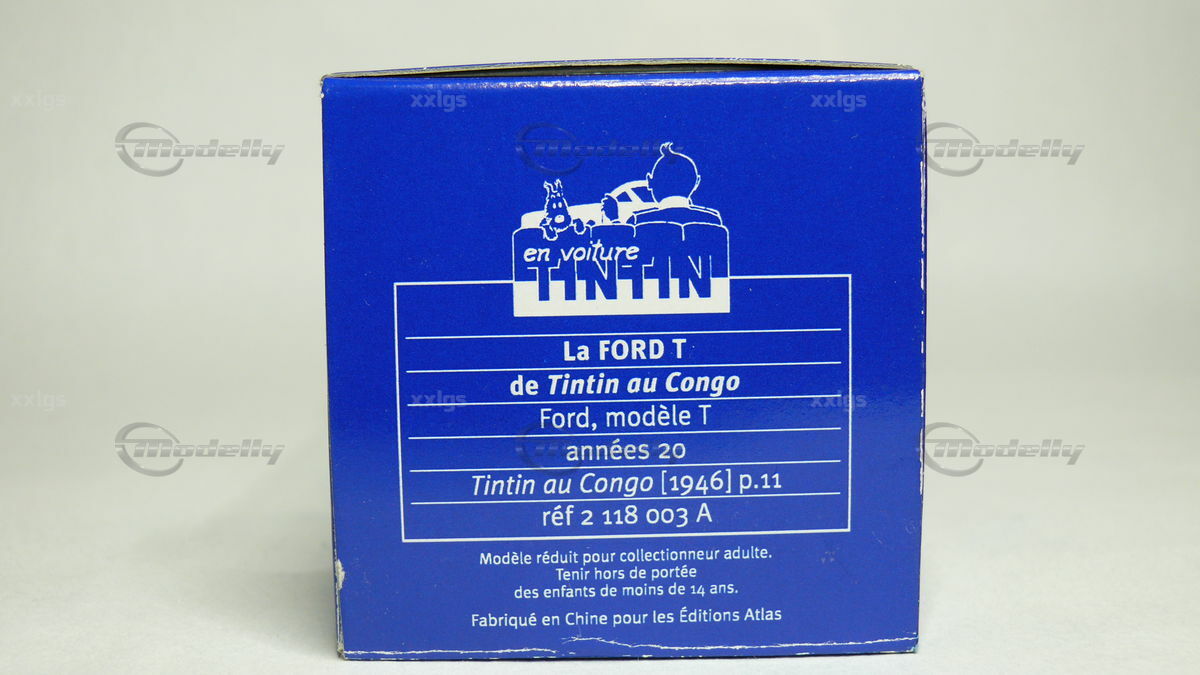 xxlgs
xxlgs
xxlgs
Modelly
Modelly
Modelly
en voiture
TINTIN
La FORD T
de Tintin au Congo
xxlgs
xxlgs
xxlgs
Ford, modèle T
Modelly
Modelly
Modelly
années 20
Tintin au Congo [1946] p.11
réf 2 118 003 A
Modèle réduit pour collectionneur adulte.
Tenir hors de portée
des enfants de moins de 14 ans.
Fabriqué en Chine pour les Éditions Atlas